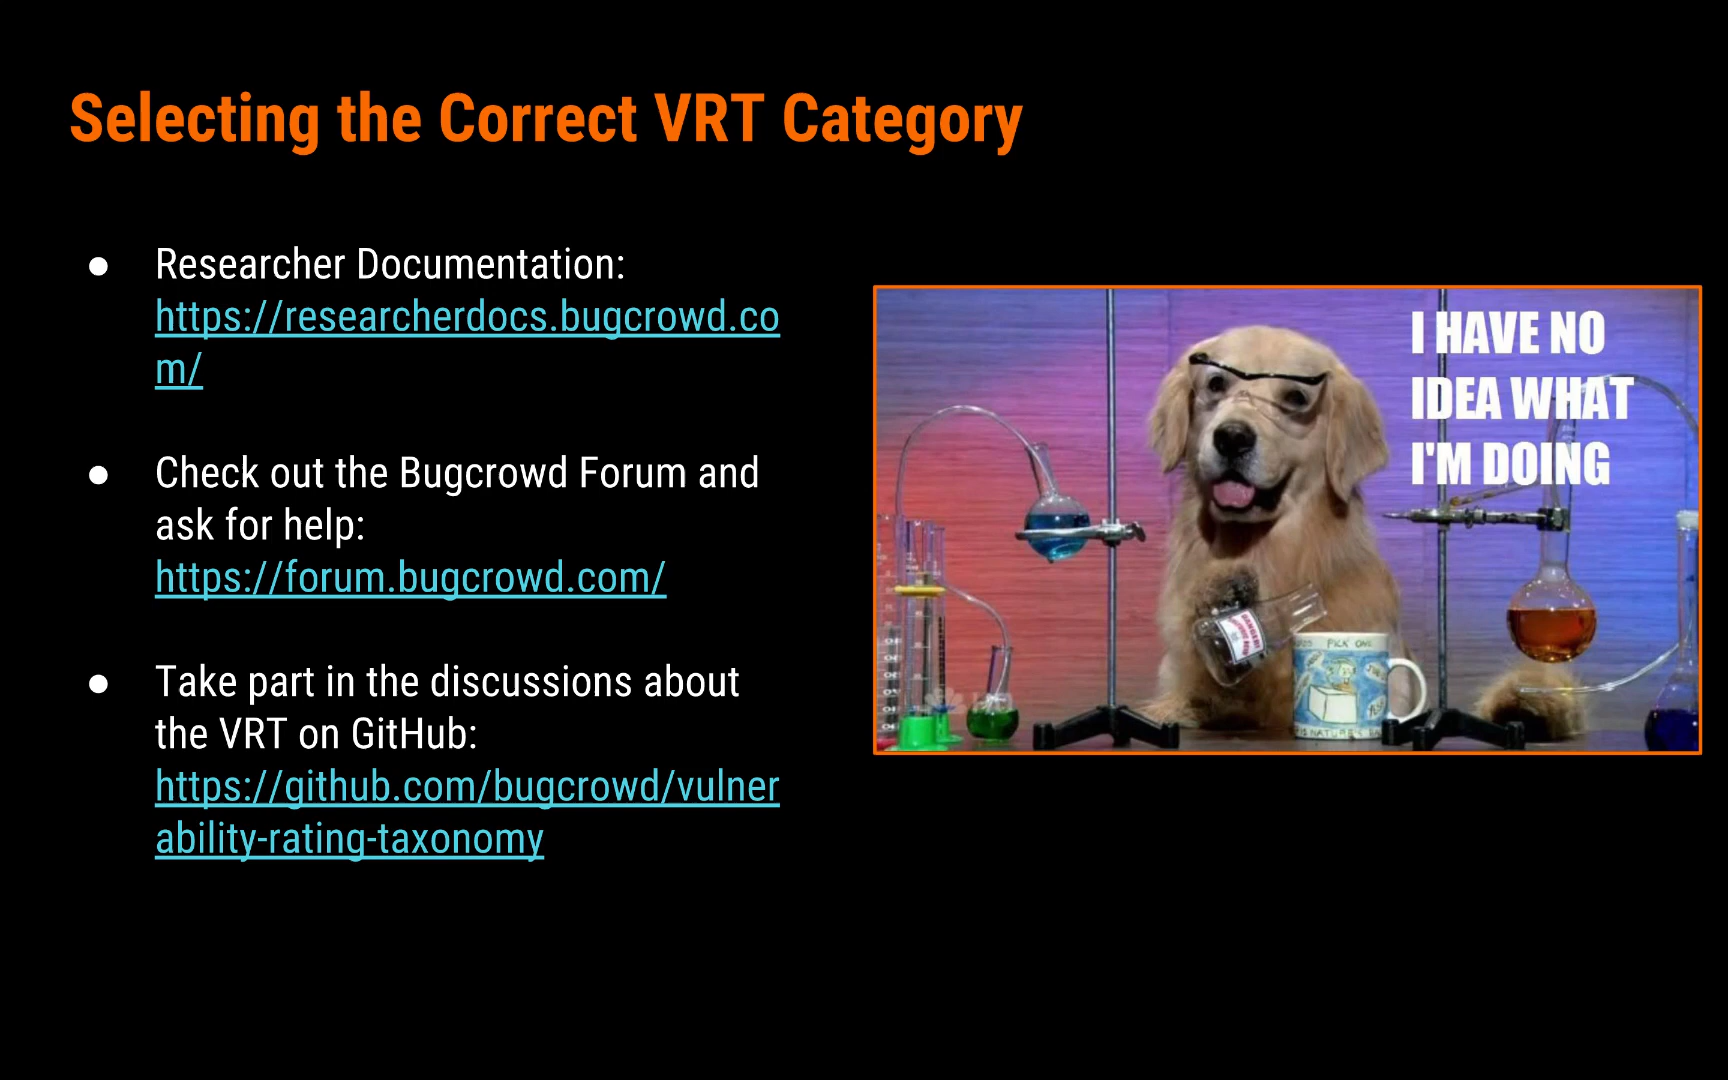 Selecting the Correct VRT Category
● Researcher Documentation:
https://researcherdocs.bugcrowd.co
m/
● Check out the Bugcrowd Forum and
ask for help:
https://forum.bugcrowd.com/
● Take part in the discussions about
the VRT on GitHub:
https://github.com/bugcrowd/vulner
ability-rating-taxonomy
I HAVE NO
IDEA WHAT
I'M DOING
PICK ONE